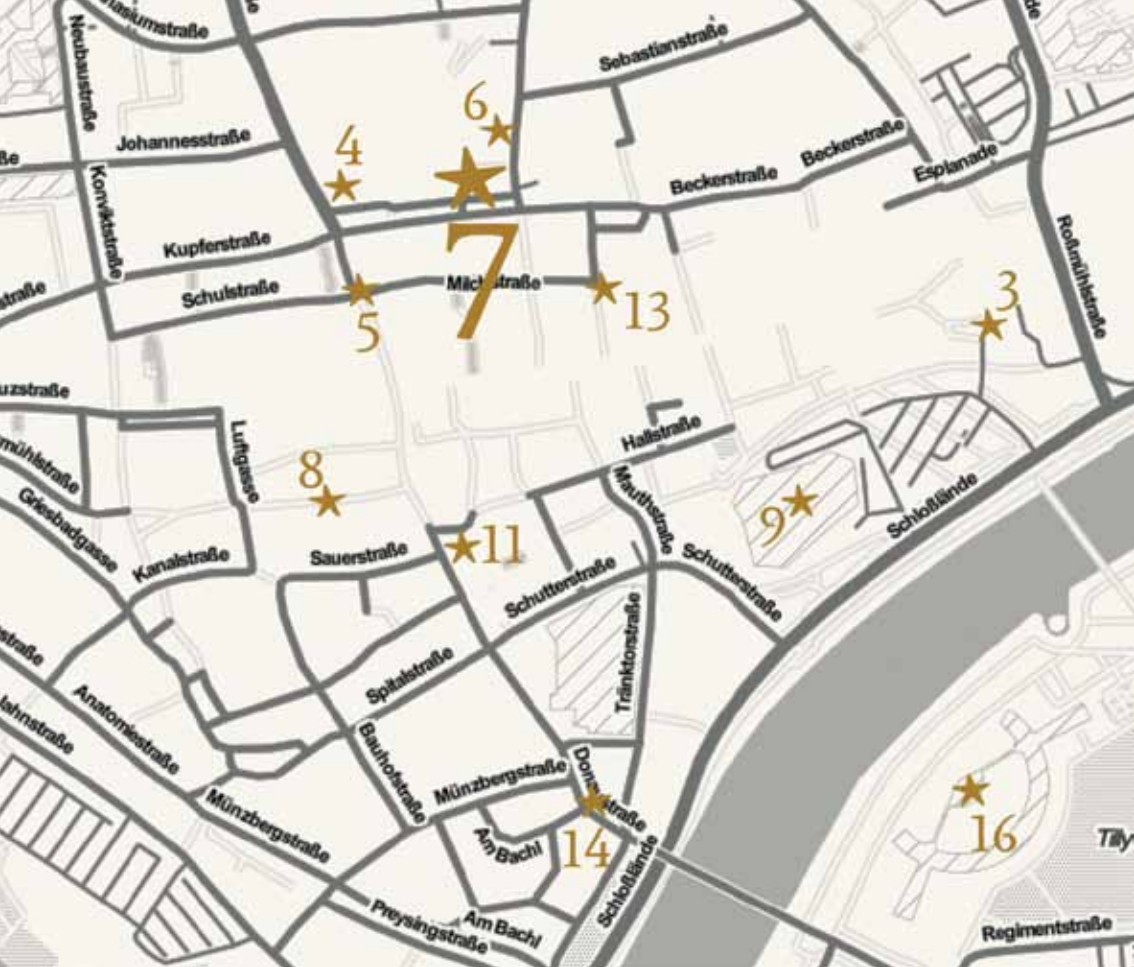 Neubaustraße
Sebastianstraße
6
Johannesstraße
4
Beckerstraße
Beckerstraße
Esplanade
Konviktstraße
Kupferstraße
7
Roßmühlstraße
Schulstraße
Milchstraße
5
13
3
Luftgasse
Hallstraße
8
Mauthstraße
9
Schloßlände
Griesbadgasse
Kanalstraße
Sauerstraße
11
Schutterstraße
Schutterstraße
Tränktorstraße
Spitalstraße
Anatomiestraße
Jahnstraße
Bauhofstraße
Münzbergstraße
Donaustraße
Münzbergstraße
Am Bachl
14
16
Tilly
Schloßlände
Preysingstraße
Am Bachl
Regimentstraße